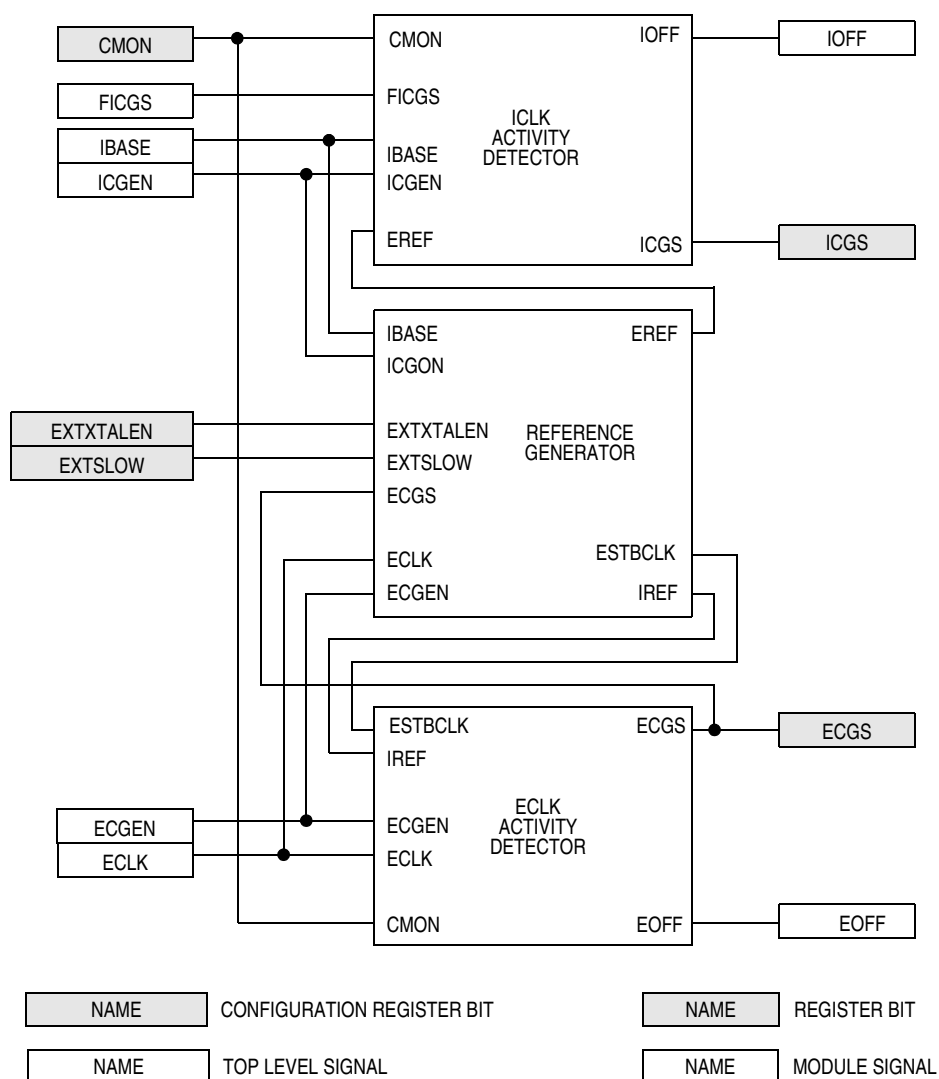 CMON
FICGS
IBASE
ICGEN
CMON
FICGS
IBASE
ICGEN
EREF
ICLK
ACTIVITY
DETECTOR
IOFF
ICGS
IOFF
ICGS
EXTXTALEN
EXTSLOW
IBASE
ICGON
EXTXTALEN
EXTSLOW
ECGS
ECLK
ECGEN
REFERENCE
GENERATOR
EREF
ESTBCLK
IREF
ECGEN
ECLK
ESTBCLK
IREF
ECGEN
ECLK
CMON
ECLK
ACTIVITY
DETECTOR
ECGS
EOFF
ECGS
EOFF
NAME CONFIGURATION REGISTER BIT
NAME REGISTER BIT
NAME TOP LEVEL SIGNAL
NAME MODULE SIGNAL